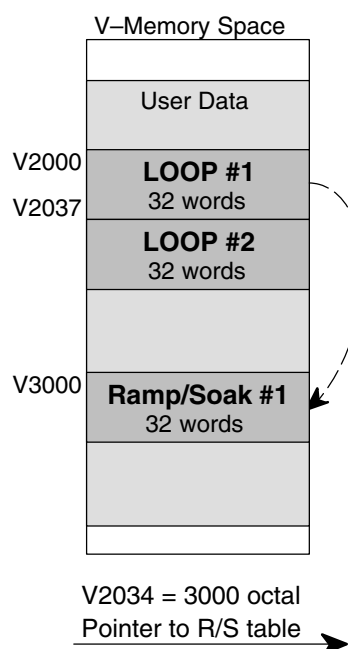 V–Memory Space
User Data
V2000
LOOP #1
32 words
V2037
LOOP #2
32 words
V3000
Ramp/Soak #1
32 words
V2034 = 3000 octal
Pointer to R/S table